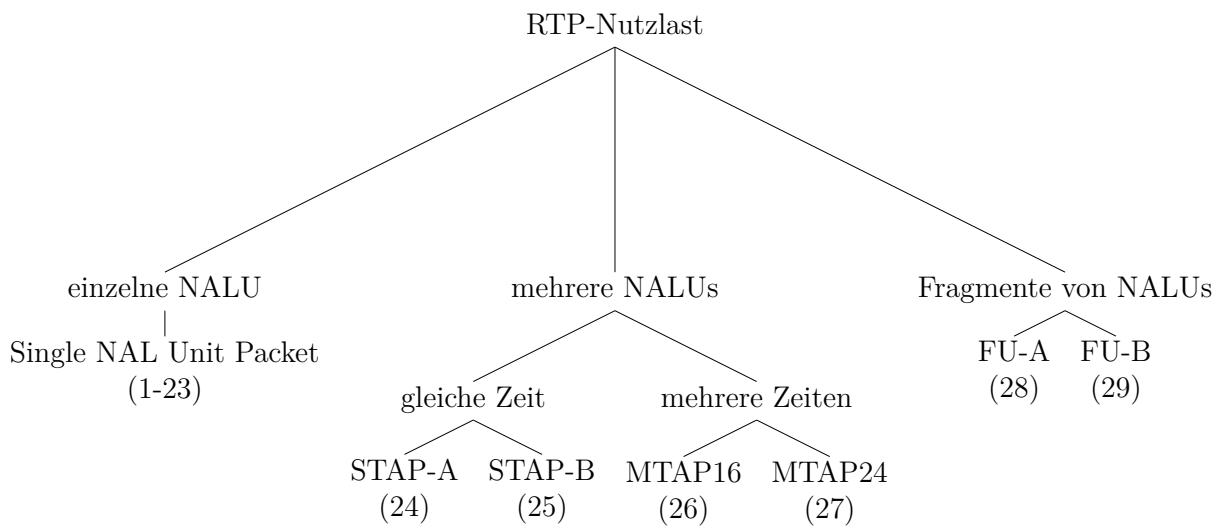 RTP-Nutzlast
einzelne NALU
mehrere NALUs
Fragmente von NALUs
Single NAL Unit Packet
(1-23)
FU-A
(28)
FU-B
(29)
gleiche Zeit
mehrere Zeiten
STAP-A
(24)
STAP-B
(25)
MTAP16
(26)
MTAP24
(27)